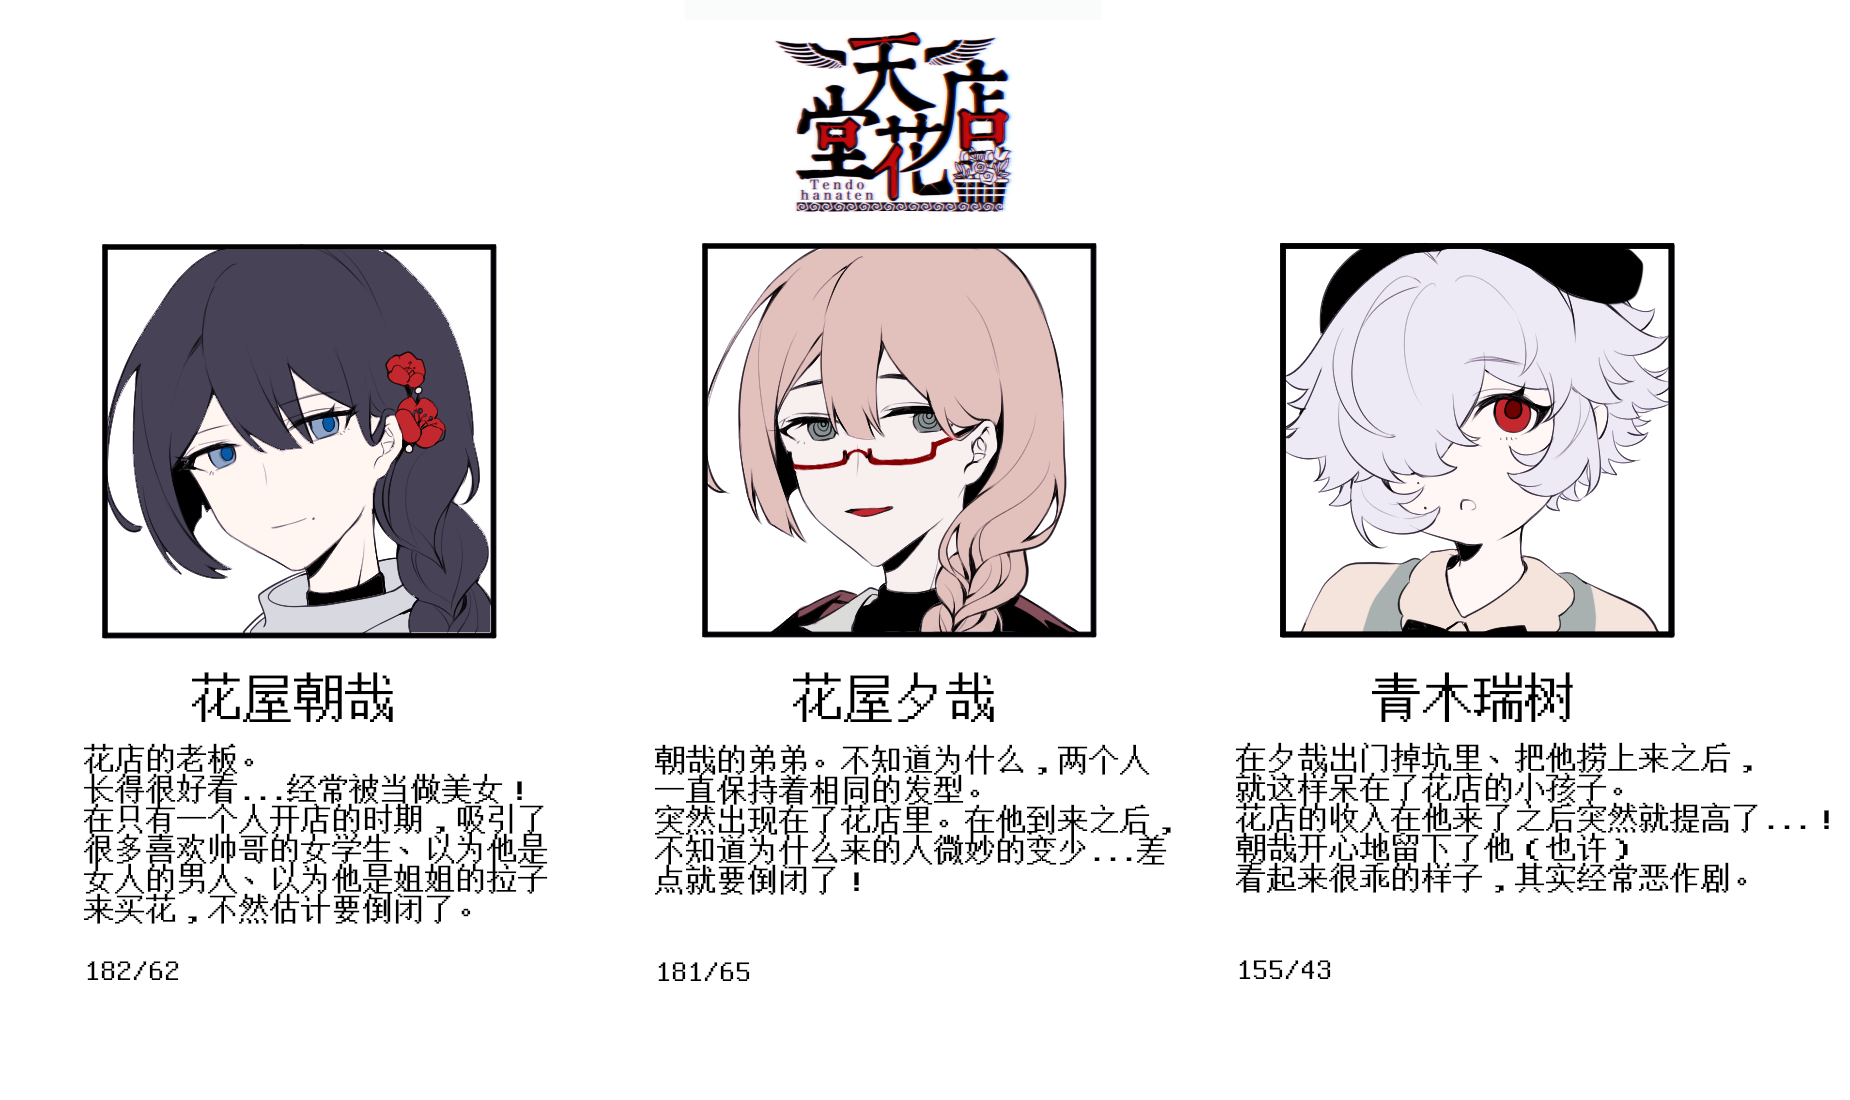 天堂花店
Tendo
hanaten
花屋朝哉
花店的老板。
长得很好看...经常被当做美女!
在只有一个人开店的时期,吸引了
很多喜欢帅哥的女学生、以为他是
女人的男人、以为他是姐姐的拉子
来买花,不然估计要倒闭了。
182/62
花屋夕哉
朝哉的弟弟。不知道为什么,两个人
一直保持着相同的发型。
突然出现在了花店里。在他到来之后,
不知道为什么来的人微妙的变少...差
点就要倒闭了!
181/65
青木瑞树
在夕哉出门掉坑里、把他捞上来之后,
就这样呆在了花店的小孩子。
花店的收入在他来了之后突然就提高了...!
朝哉开心地留下了他(也许)
看起来很乖的样子,其实经常恶作剧。
155/43